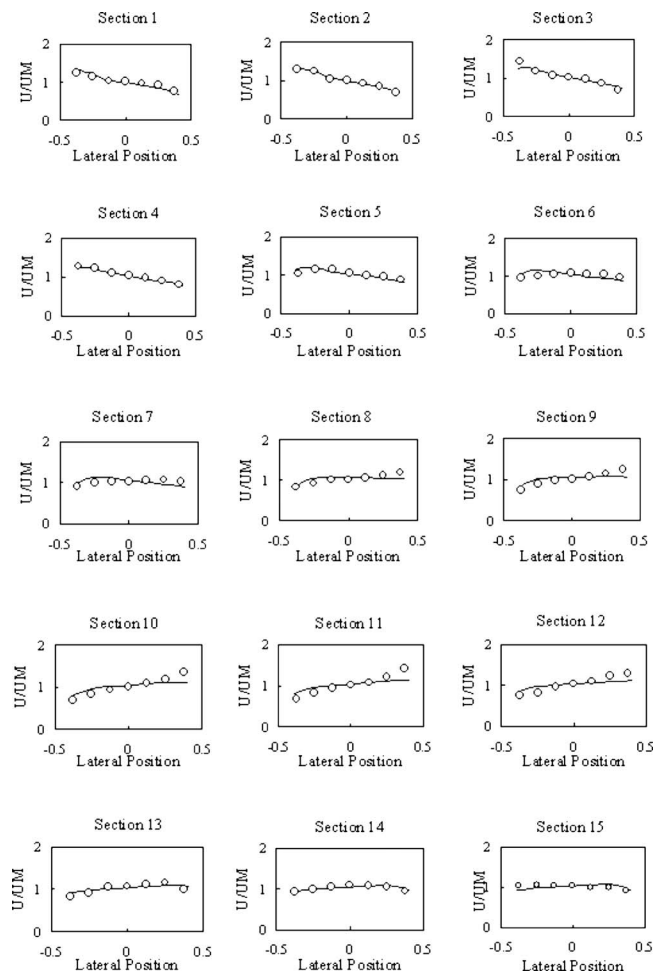 Section 1
Section 2
Section 3
U/UM
2
1
0
-0.5 0 0.5
Lateral Position
U/UM
2
1
0
-0.5 0 0.5
Lateral Position
U/UM
2
1
0
-0.5 0 0.5
Lateral Position
Section 4
Section 5
Section 6
U/UM
2
1
0
-0.5 0 0.5
Lateral Position
U/UM
2
1
0
-0.5 0 0.5
Lateral Position
U/UM
2
1
0
-0.5 0 0.5
Lateral Position
Section 7
Section 8
Section 9
U/UM
2
1
0
-0.5 0 0.5
Lateral Position
U/UM
2
1
0
-0.5 0 0.5
Lateral Position
U/UM
2
1
0
-0.5 0 0.5
Lateral Position
Section 10
Section 11
Section 12
U/UM
2
1
0
-0.5 0 0.5
Lateral Position
U/UM
2
1
0
-0.5 0 0.5
Lateral Position
U/UM
2
1
0
-0.5 0 0.5
Lateral Position
Section 13
Section 14
Section 15
U/UM
2
1
0
-0.5 0 0.5
Lateral Position
U/UM
2
1
0
-0.5 0 0.5
Lateral Position
U/UM
2
1
0
-0.5 0 0.5
Lateral Position